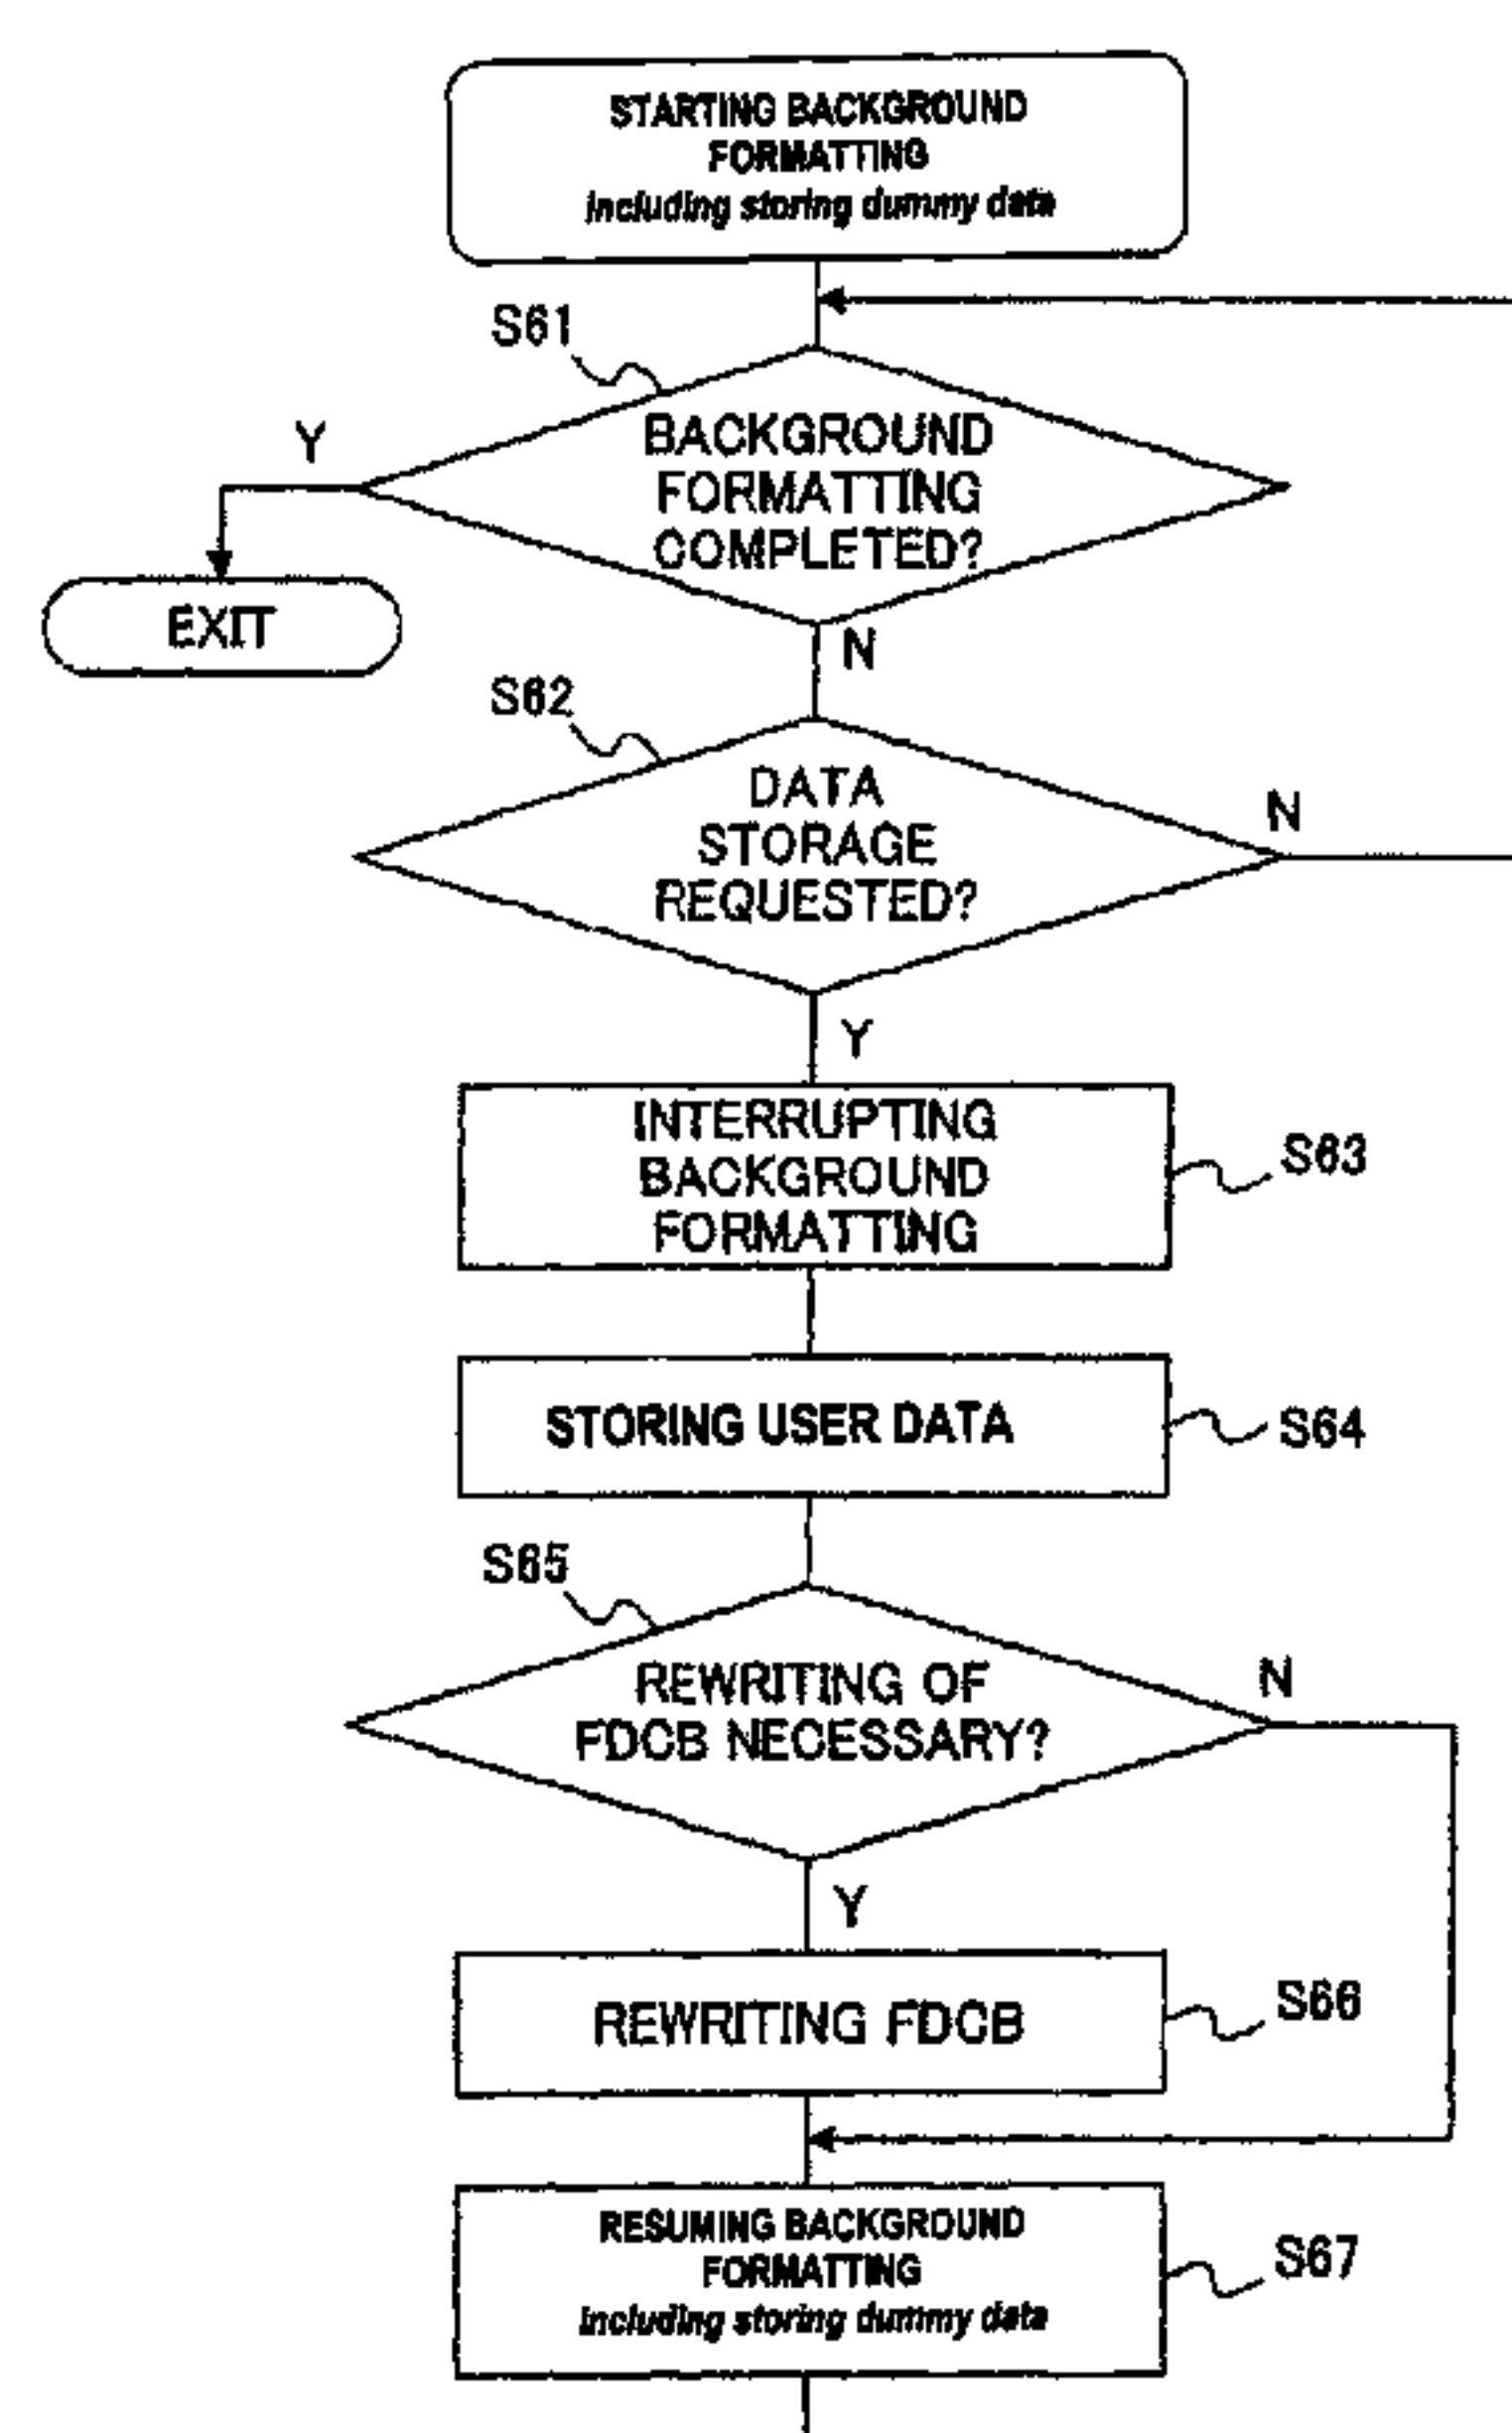 STARTING BACKGROUND
FORMATTING
including storing dummy data
S61
Y
BACKGROUND
FORMATTING
COMPLETED?
EXIT
N
S62
DATA
STORAGE
REQUESTED?
N
Y
INTERRUPTING
BACKGROUND
FORMATTING
S63
STORING USER DATA
S64
S65
REWRITING OF
FDCB NECESSARY?
N
Y
REWRITING FDCB
S66
RESUMING BACKGROUND
FORMATTING
including storing dummy data
S67